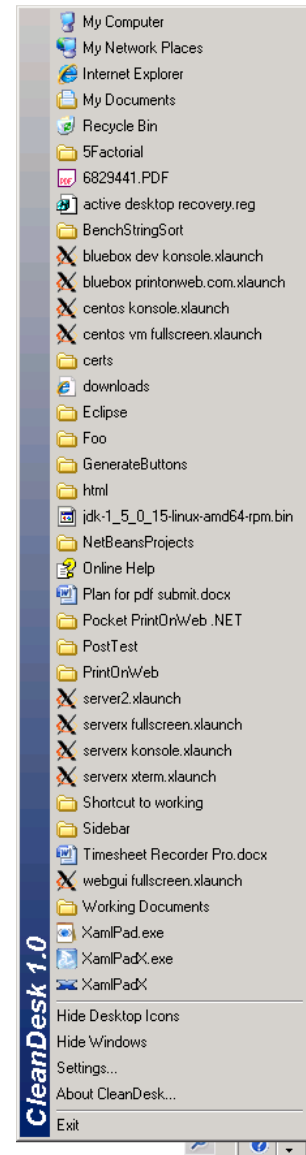 My Computer
My Network Places
Internet Explorer
My Documents
Recycle Bin
5Factorial
6829441.PDF
active desktop recovery.reg
BenchStringSort
bluebox dev konsole.xlaunch
bluebox printonweb.com.xlaunch
centos konsole.xlaunch
centos vm fullscreen.xlaunch
certs
downloads
Eclipse
Foo
GenerateButtons
html
jdk-1_5_0_15-linux-amd64-rpm.bin
NetBeansProjects
Online Help
Plan for pdf submit.docx
Pocket PrintOnWeb .NET
PostTest
PrintOnWeb
server2.xlaunch
serverx fullscreen.xlaunch
serverx konsole.xlaunch
serverx xterm.xlaunch
Shortcut to working
Sidebar
Timesheet Recorder Pro.docx
webgui fullscreen.xlaunch
Working Documents
XamlPad.exe
XamlPadX.exe
XamlPadX
Hide Desktop Icons
Hide Windows
Settings...
About CleanDesk...
Exit
CleanDesk 1.0